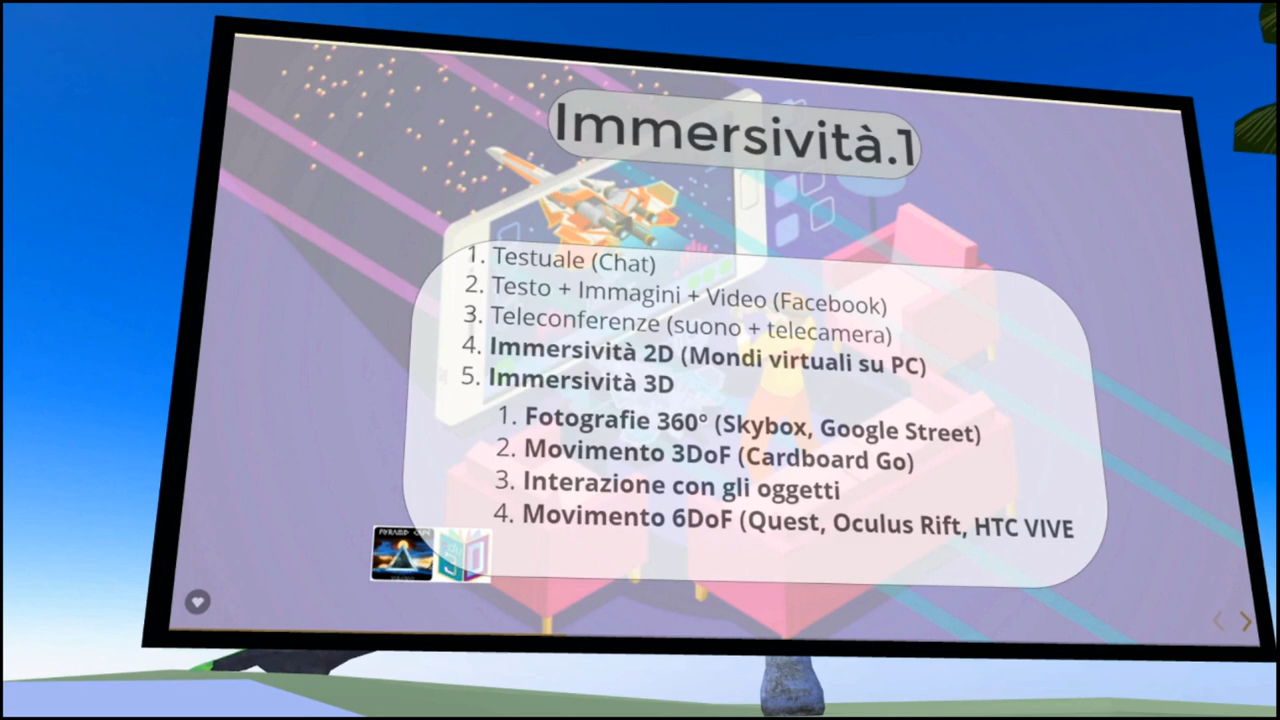 Immersività.1
1. Testuale (Chat)
2. Testo + Immagini + Video (Facebook)
3. Teleconferenze (suono + telecamera)
4. Immersività 2D (Mondi virtuali su PC)
5. Immersività 3D
1. Fotografie 360° (Skybox, Google Street)
2. Movimento 3DoF (Cardboard Go)
3. Interazione con gli oggetti
4. Movimento 6DoF (Quest, Oculus Rift, HTC VIVE